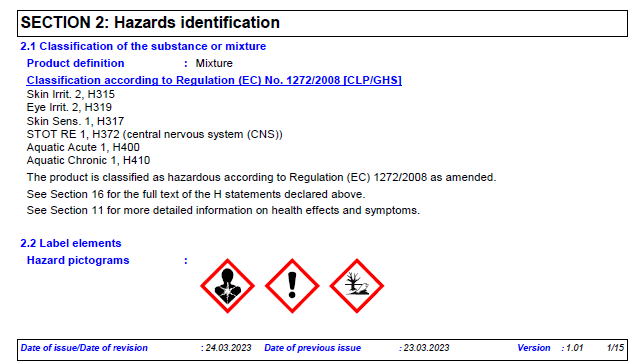 SECTION 2: Hazards identification
2.1 Classification of the substance or mixture
Product definition : Mixture
Classification according to Regulation (EC) No. 1272/2008 [CLP/GHS]
Skin Irrit. 2, H315
Eye Irrit. 2, H319
Skin Sens. 1, H317
STOT RE 1, H372 (central nervous system (CNS))
Aquatic Acute 1, H400
Aquatic Chronic 1, H410
The product is classified as hazardous according to Regulation (EC) 1272/2008 as amended.
See Section 16 for the full text of the H statements declared above.
See Section 11 for more detailed information on health effects and symptoms.
2.2 Label elements
Hazard pictograms :
Date of issue/Date of revision : 24.03.2023 Date of previous issue : 23.03.2023 Version : 1.01 1/15